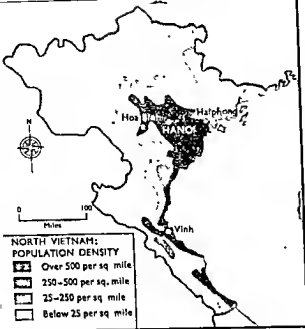 Hoa
Haiphong
HANOI
N
0 100
Miles
Vinh
NORTH VIETNAM:
POPULATION DENSITY
Over 500 per sq mile
250-500 per sq. mile
25-250 per sq mile
Below 25 per sq mile